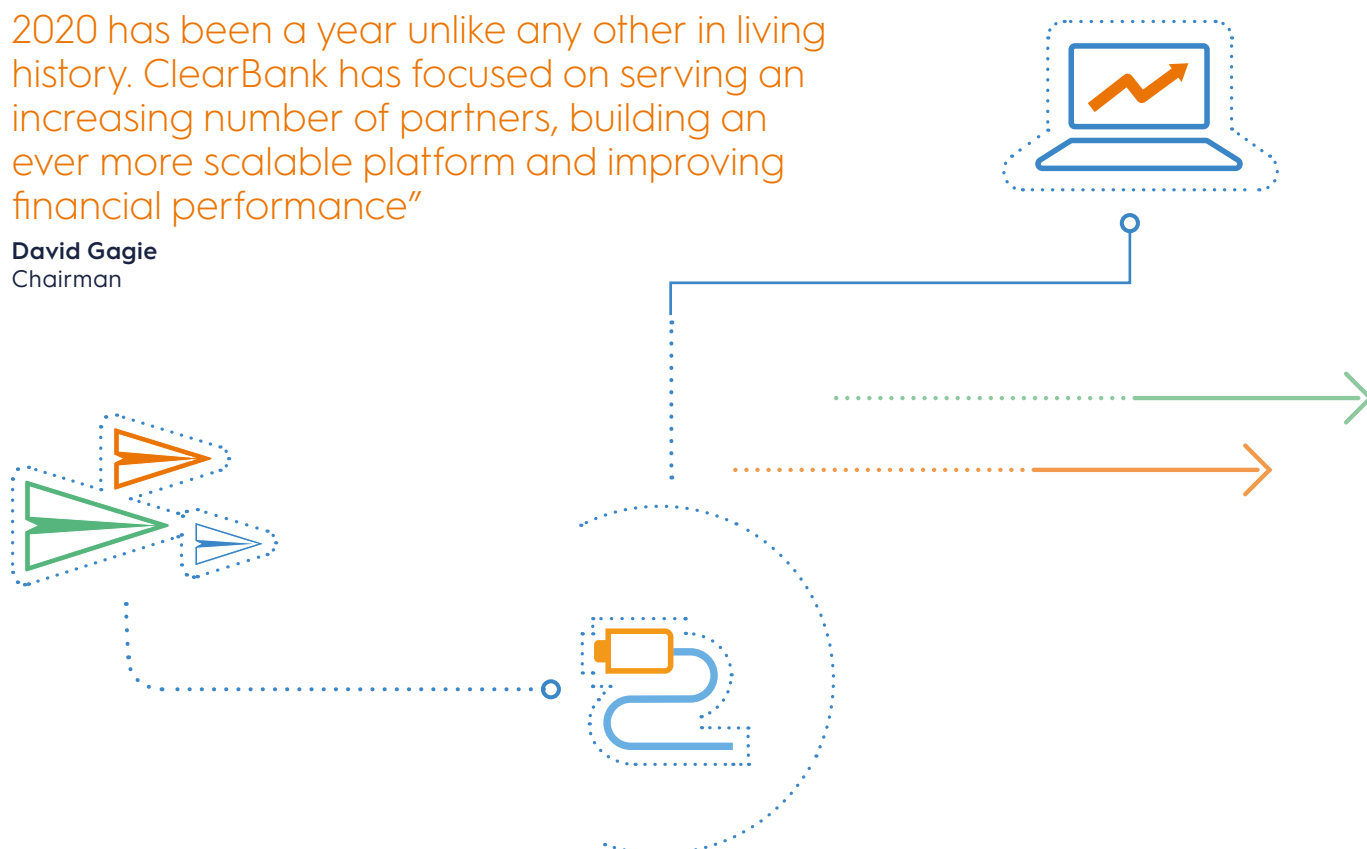 2020 has been a year unlike any other in living
history. ClearBank has focused on serving an
increasing number of partners, building an
ever more scalable platform and improving
financial performance”
David Gagie
Chairman